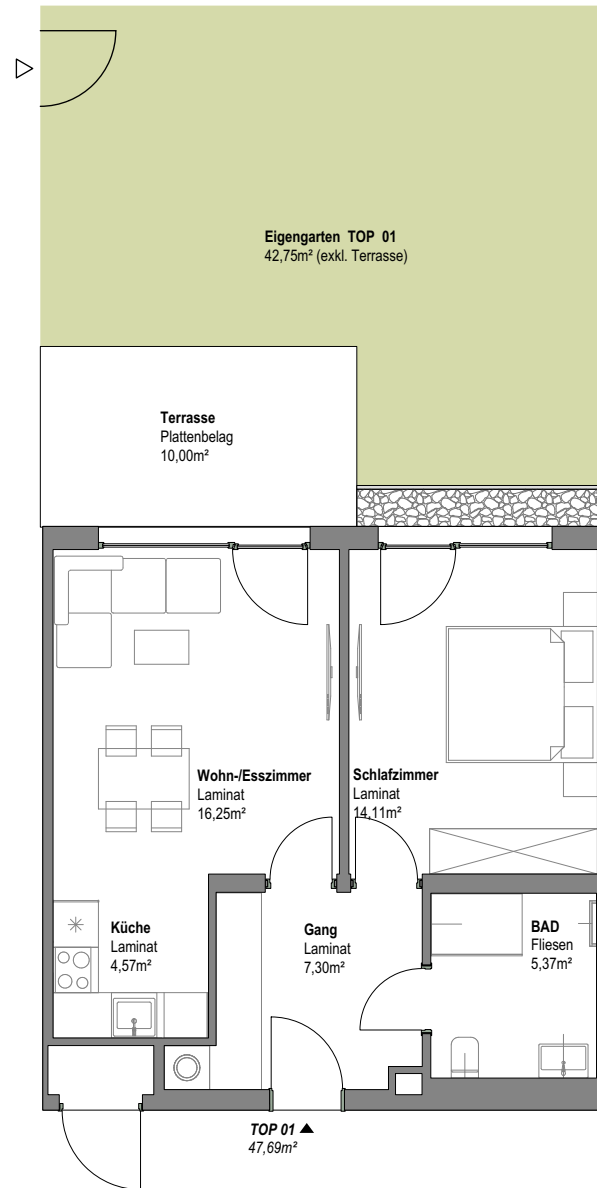 Eigengarten TOP 01
42,75m² (exkl. Terrasse)
Terrasse
Plattenbelag
10,00m²
Wohn-/Esszimmer
Laminat
16,25m²
Schlafzimmer
Laminat
14,11m²
Küche
Laminat
4,57m²
Gang
Laminat
7,30m²
BAD
Fliesen
5,37m²
TOP 01
47,69m²